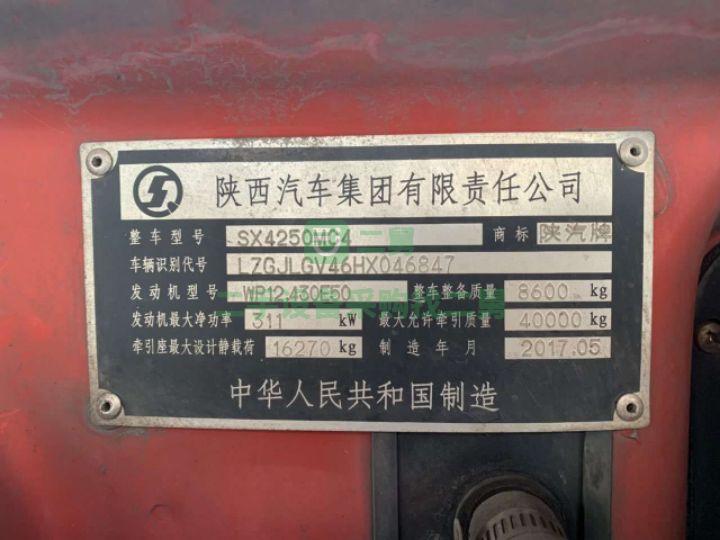 陕西汽车集团有限责任公司
整车型号 SX4250MC4 商标 陕汽牌
车辆识别代号 LZGJLGV46HX046847
发动机型号 WP12.430E50 整车整备质量 8600 kg
发动机最大净功率 311 kW 最大允许牵引质量 40000 kg
牵引座最大设计静载荷 16270 kg 制造年月 2017.05
中华人民共和国制造